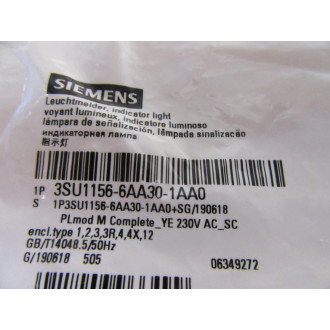 SIEMENS
Leuchtmelder, indicator light
voyant lumineux, indicatore luminoso
lámpara de señalización, lâmpada sinalização
индикаторная лампа
指示灯
1P 3SU1156-6AA30-1AA0
S 1P3SU1156-6AA30-1AA0+SG/190618
PLmod M Complete_YE 230V AC_SC
encl.type 1,2,3,3R,4,4X,12
GB/T14048.5/50Hz
G/190618 505 06349272